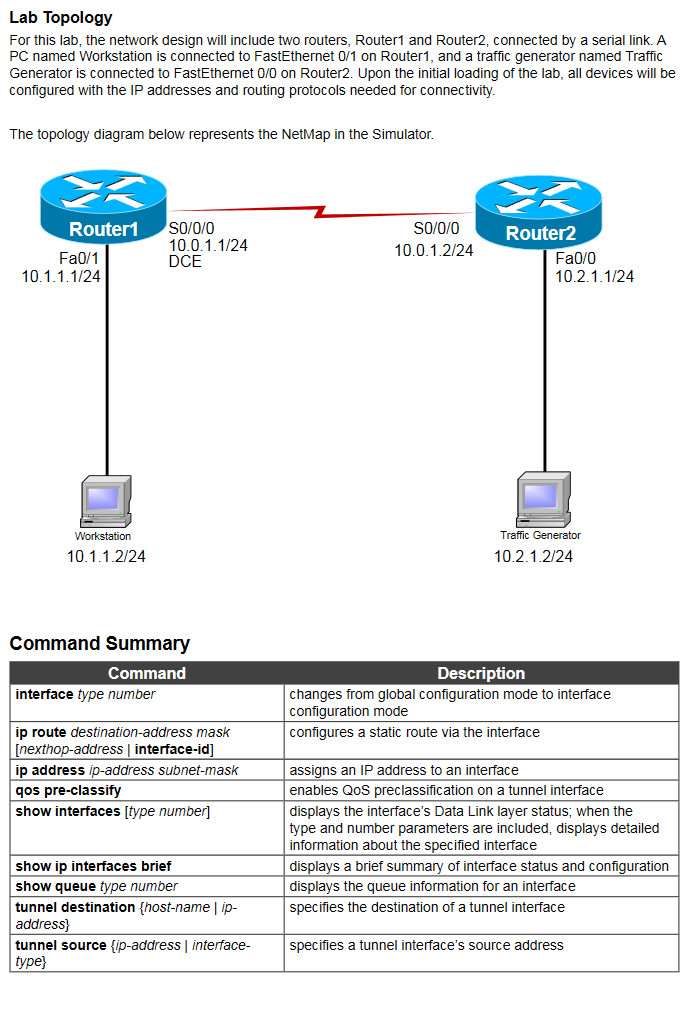 Lab Topology
For this lab, the network design will include two routers, Router1 and Router2, connected by a serial link. A
PC named Workstation is connected to FastEthernet 0/1 on Router1, and a traffic generator named Traffic
Generator is connected to FastEthernet 0/0 on Router2. Upon the initial loading of the lab, all devices will be
configured with the IP addresses and routing protocols needed for connectivity.
The topology diagram below represents the NetMap in the Simulator.
Router1
S0/0/0
10.0.1.1/24
DCE
Fa0/1
10.1.1.1/24
S0/0/0
10.0.1.2/24
Router2
Fa0/0
10.2.1.1/24
Workstation
10.1.1.2/24
Traffic Generator
10.2.1.2/24
Command Summary
Command Description
interface type number changes from global configuration mode to interface
configuration mode
ip route destination-address mask configures a static route via the interface
[nexthop-address | interface-id]
ip address ip-address subnet-mask assigns an IP address to an interface
qos pre-classify enables QoS preclassification on a tunnel interface
show interfaces [type number] displays the interface's Data Link layer status; when the
type and number parameters are included, displays detailed
information about the specified interface
show ip interfaces brief displays a brief summary of interface status and configuration
show queue type number displays the queue information for an interface
tunnel destination {host-name | ip- specifies the destination of a tunnel interface
address}
tunnel source {ip-address | interface- specifies a tunnel interface's source address
type}